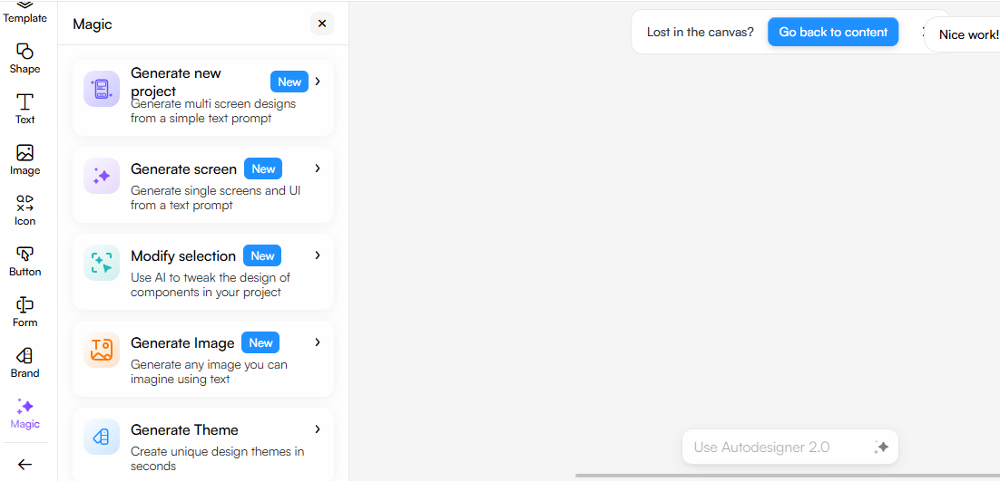 Template
Shape
Text
Image
Icon
Button
Form
Brand
Magic
Magic
Generate new
project
New
Generate multi screen designs
from a simple text prompt
Generate screen New
Generate single screens and UI
from a text prompt
Modify selection New
Use AI to tweak the design of
components in your project
Generate Image New
Generate any image you can
imagine using text
Generate Theme
Create unique design themes in
seconds
Lost in the canvas? Go back to content
Nice work!
Use Autodesigner 2.0